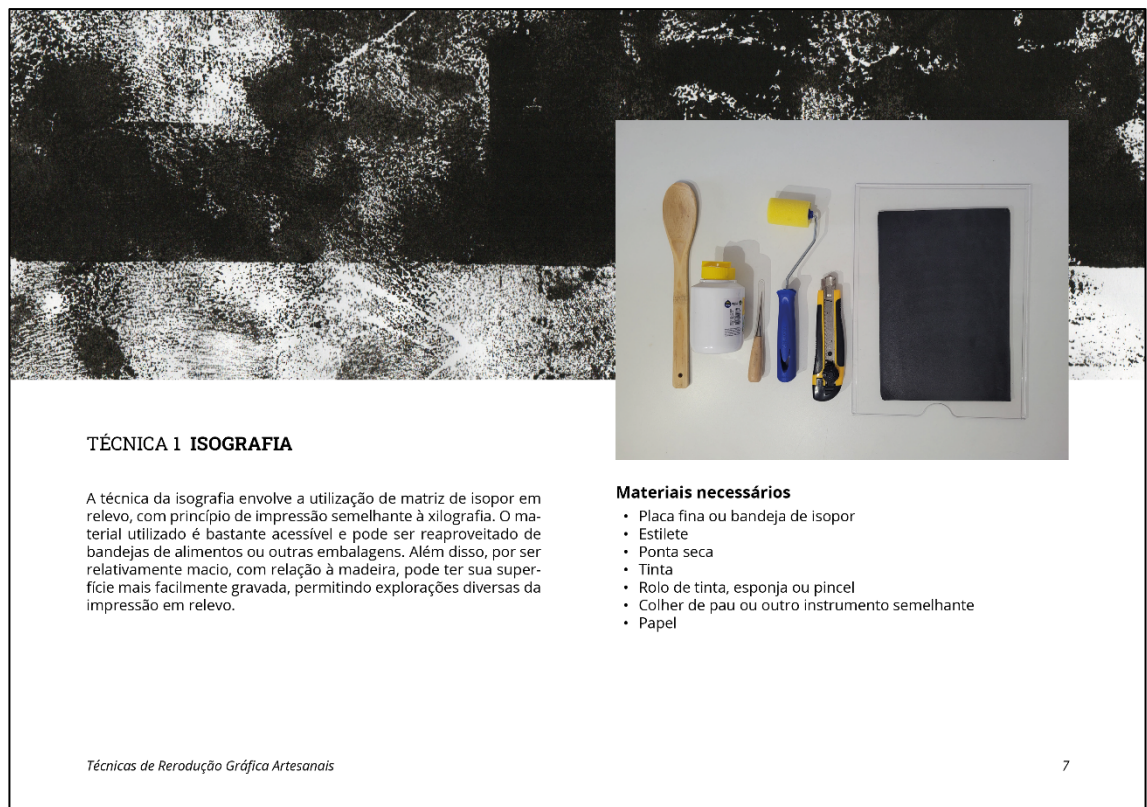 TÉCNICA 1 ISOGRAFIA
A técnica da isografia envolve a utilização de matriz de isopor em
relevo, com princípio de impressão semelhante à xilografia. O ma-
terial utilizado é bastante acessível e pode ser reaproveitado de
bandejas de alimentos ou outras embalagens. Além disso, por ser
relativamente macio, com relação à madeira, pode ter sua super-
fície mais facilmente gravada, permitindo explorações diversas da
impressão em relevo.
Materiais necessários
• Placa fina ou bandeja de isopor
• Estilete
• Ponta seca
• Tinta
• Rolo de tinta, esponja ou pincel
• Colher de pau ou outro instrumento semelhante
• Papel
Técnicas de Rerodução Gráfica Artesanais
7